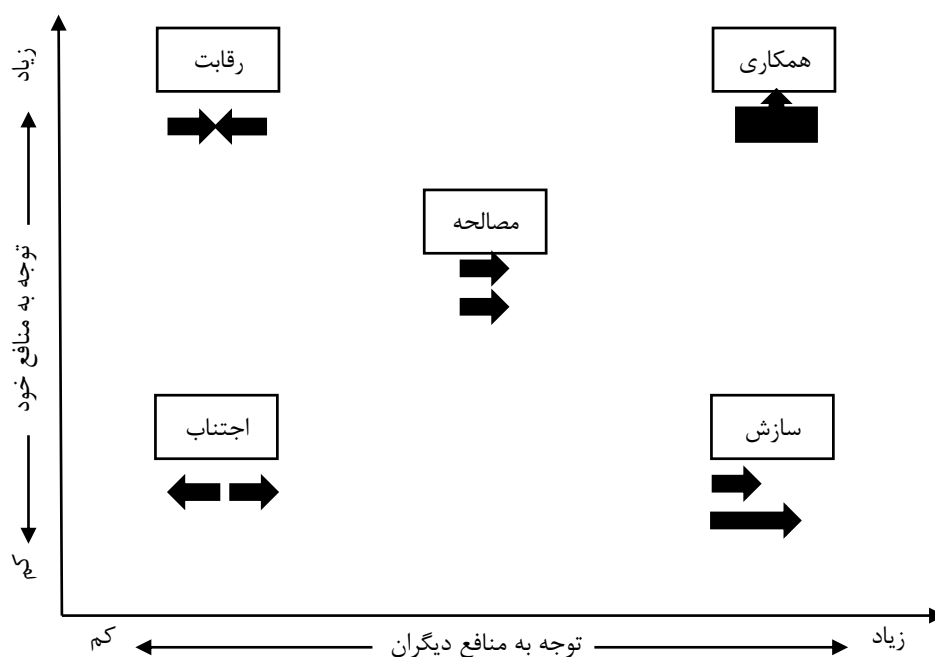 رقابت
همکاری
زیاد
مصالحه
توجه به منافع خود
اجتناب
سازش
کم
زیاد
توجه به منافع دیگران
کم